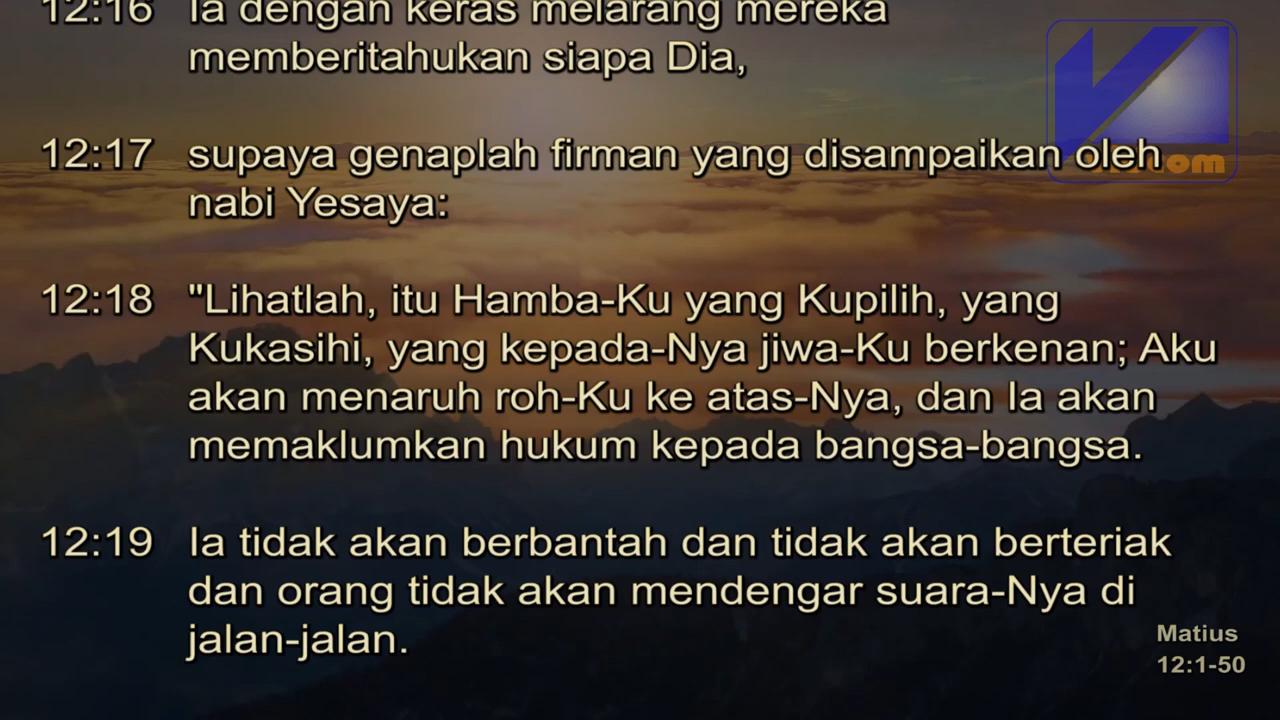 12:16 Ia dengan keras melarang mereka
memberitahukan siapa Dia,
12:17 supaya genaplah firman yang disampaikan oleh
nabi Yesaya:
12:18 "Lihatlah, itu Hamba-Ku yang Kupilih, yang
Kukasihi, yang kepada-Nya jiwa-Ku berkenan; Aku
akan menaruh roh-Ku ke atas-Nya, dan Ia akan
memaklumkan hukum kepada bangsa-bangsa.
12:19 Ia tidak akan berbantah dan tidak akan berteriak
dan orang tidak akan mendengar suara-Nya di
jalan-jalan.
Matius
12:1-50